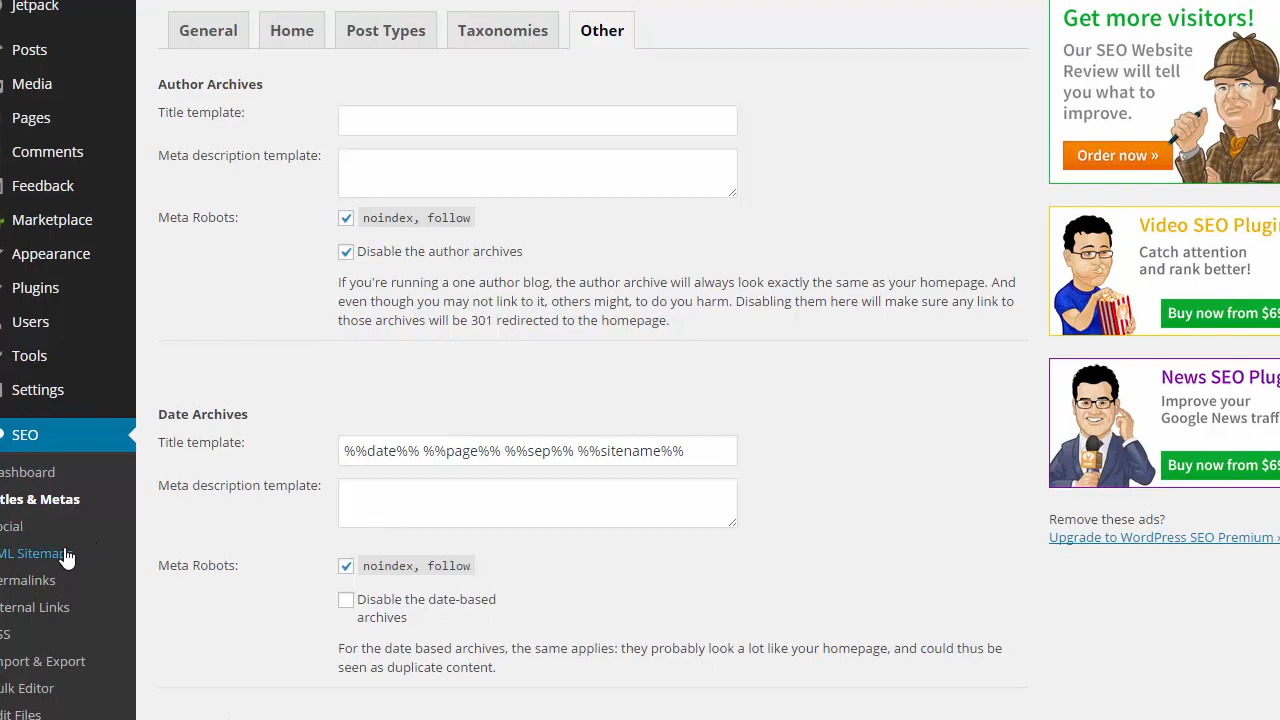 Jetpack
Posts
Media
Pages
Comments
Feedback
Marketplace
Appearance
Plugins
Users
Tools
Settings
SEO
ashboard
tles & Metas
ocial
ML Sitemap
ermalinks
ternal Links
SS
mport & Export
ulk Editor
dit Files
General
Home
Post Types
Taxonomies
Other
Author Archives
Title template:
Meta description template:
Meta Robots:
noindex, follow
Disable the author archives
If you're running a one author blog, the author archive will always look exactly the same as your homepage. And
even though you may not link to it, others might, to do you harm. Disabling them here will make sure any link to
those archives will be 301 redirected to the homepage.
Date Archives
Title template:
%%date%% %%page%% %%sep%% %%sitename%%
Meta description template:
Meta Robots:
noindex, follow
Disable the date-based
archives
For the date based archives, the same applies: they probably look a lot like your homepage, and could thus be
seen as duplicate content.
Get more visitors!
Our SEO Website
Review will tell
you what to
improve.
Order now »
Video SEO Plugi
Catch attention
and rank better!
Buy now from $69
News SEO Plug
Improve your
Google News traff
Buy now from $69
Remove these ads?
Upgrade to WordPress SEO Premium »